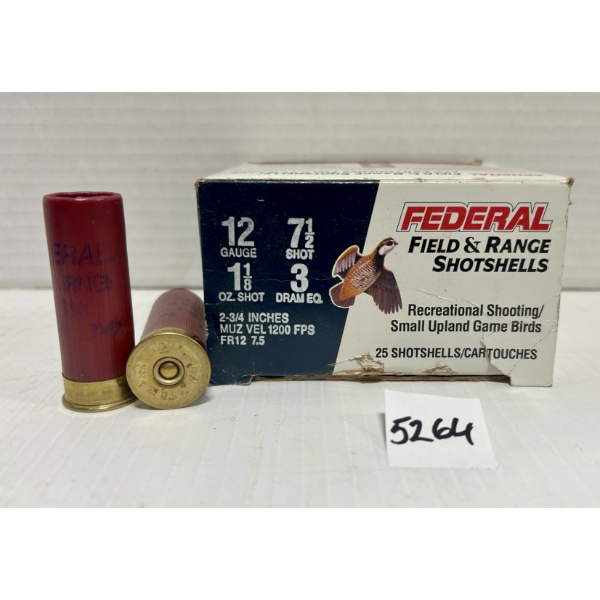 12 7½
GAUGE SHOT
1⅛ 3
OZ. SHOT DRAM EQ.
2-3/4 INCHES
MUZ VEL 1200 FPS
FR12 7.5
FEDERAL
FIELD & RANGE
SHOTSHELLS
Recreational Shooting/
Small Upland Game Birds
25 SHOTSHELLS/CARTOUCHES
5264